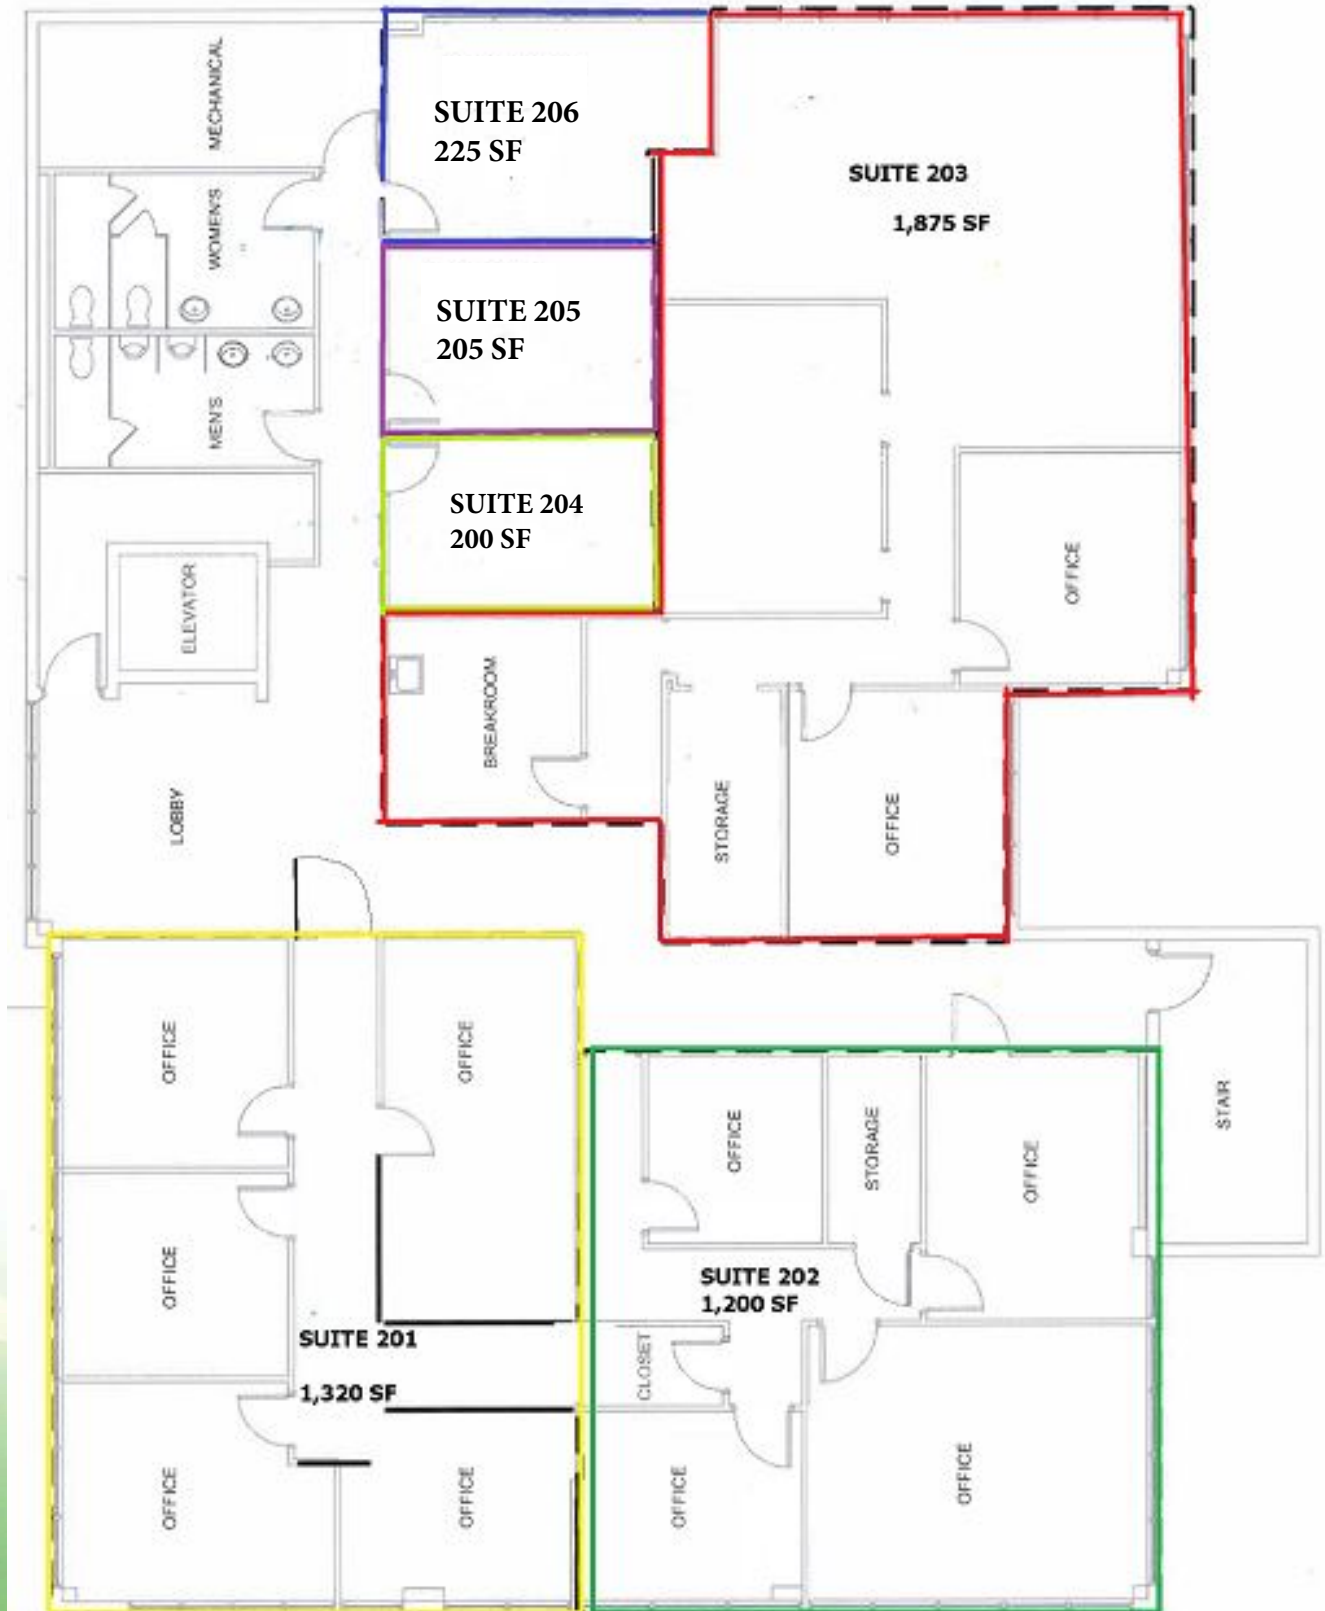 MECHANICAL
SUITE 206
225 SF
SUITE 203
1,875 SF
WOMEN'S
SUITE 205
205 SF
MEN'S
SUITE 204
200 SF
OFFICE
ELEVATOR
BREAKROOM
LOBBY
STORAGE
OFFICE
OFFICE
OFFICE
OFFICE
STORAGE
OFFICE
STAIR
OFFICE
SUITE 202
1,200 SF
SUITE 201
1,320 SF
CLOSET
OFFICE
OFFICE
OFFICE
OFFICE